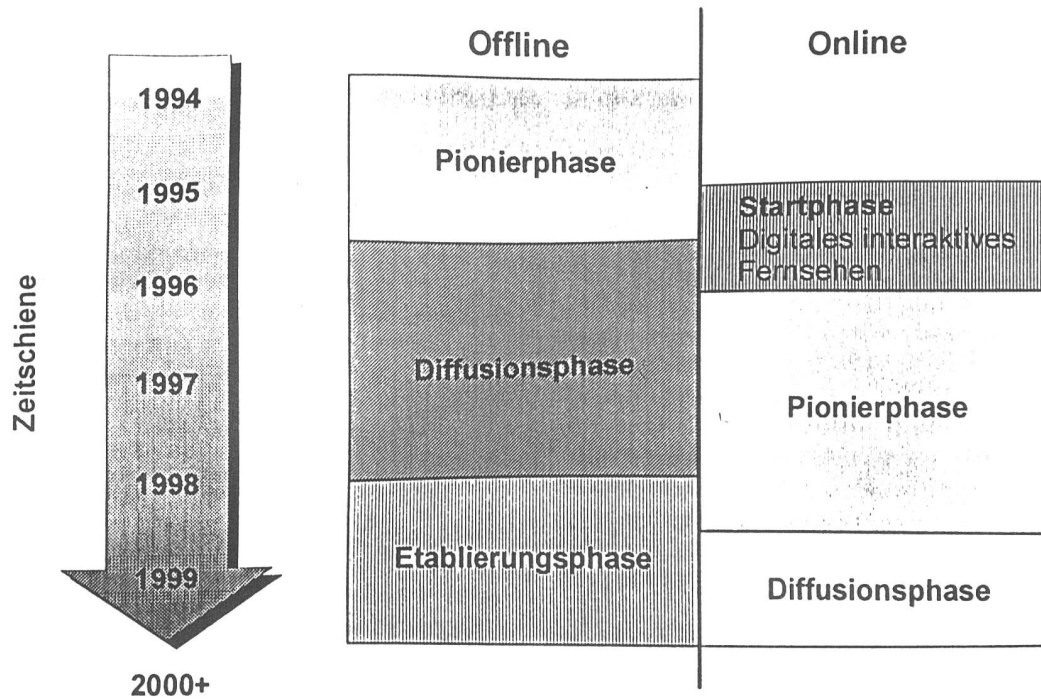 Offline
Online
Zeitschiene
1994
1995
1996
1997
1998
1999
2000+
Pionierphase
Diffusionsphase
Etablierungsphase
Startphase
Digitales interaktives
Fernsehen
Pionierphase
Diffusionsphase